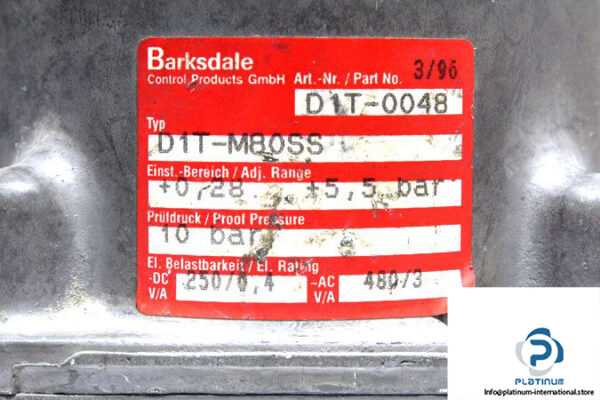 Barksdale
Control Products GmbH Art.-Nr. / Part No. 3/96
D1T-0048
Typ
D1T-M80SS
Einst.-Bereich / Adj. Range
+0,28 ... +5,5 bar
Prüfdruck / Proof Pressure
10 bar
El. Belastbarkeit / El. Rating
-DC 250/0,4 ~AC 480/3
V/A V/A
PLATINUM
Info@platinum-international.store